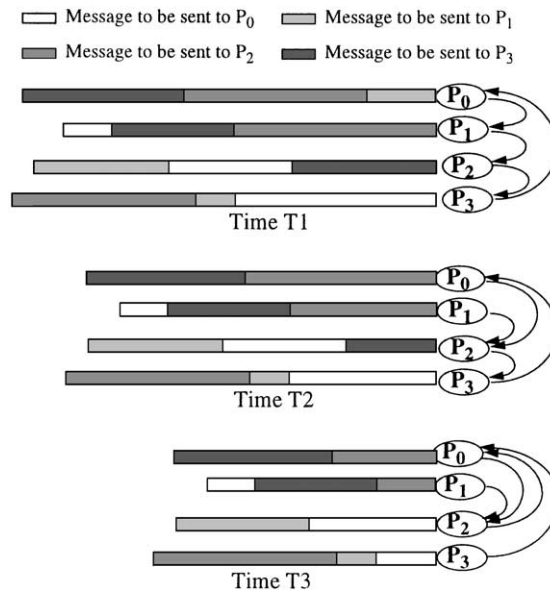 Message to be sent to P0 Message to be sent to P1
Message to be sent to P2 Message to be sent to P3
P0
P1
P2
P3
Time T1
P0
P1
P2
P3
Time T2
P0
P1
P2
P3
Time T3